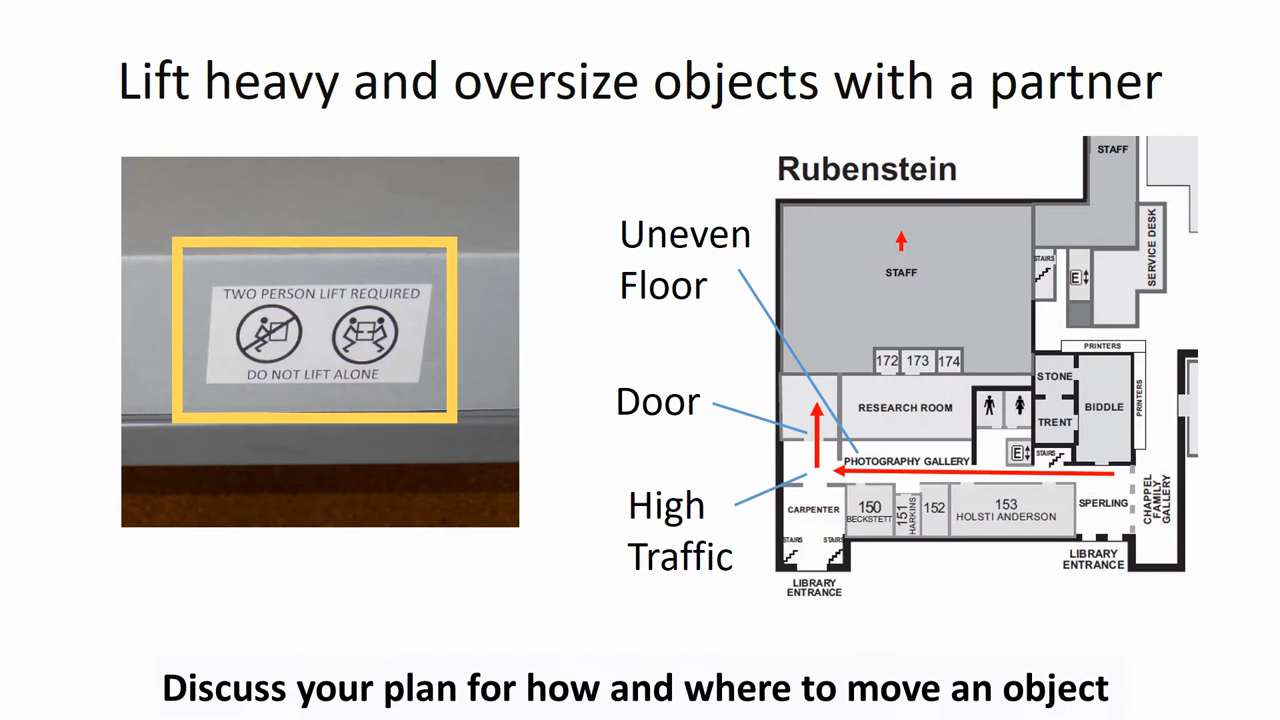 Lift heavy and oversize objects with a partner
TWO PERSON LIFT REQUIRED
DO NOT LIFT ALONE
Uneven
Floor
Door
High
Traffic
Rubenstein
STAFF
STAFF
SERVICE DESK
STAIRS
E
172
173
174
PRINTERS
PRINTERS
STONE
TRENT
BIDDLE
RESEARCH ROOM
E
STAIRS
PHOTOGRAPHY GALLERY
CARPENTER
150
BECKSTETT
151
HARKINS
152
153
HOLSTI ANDERSON
SPERLING
CHAPPEL
FAMILY
GALLERY
STAIRS
STAIRS
LIBRARY
ENTRANCE
LIBRARY
ENTRANCE
Discuss your plan for how and where to move an object